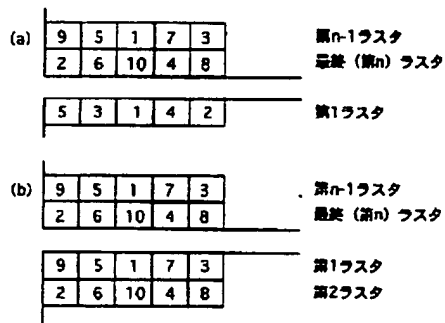 (a) 9 5 1 7 3 第n-1ラスタ
2 6 10 4 8 最終（第n）ラスタ
5 3 1 4 2 第1ラスタ
(b) 9 5 1 7 3 第n-1ラスタ
2 6 10 4 8 最終（第n）ラスタ
9 5 1 7 3 第1ラスタ
2 6 10 4 8 第2ラスタ